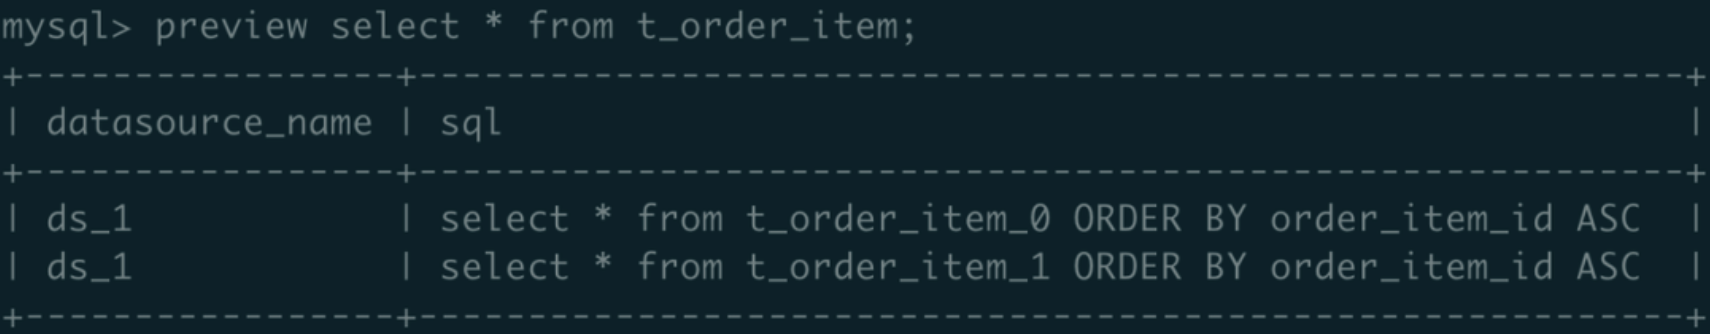 mysql> preview select * from t_order_item;
+-----------------+----------------------------------------------------------+
| datasource_name | sql                                                      |
+-----------------+----------------------------------------------------------+
| ds_1            | select * from t_order_item_0 ORDER BY order_item_id ASC  |
| ds_1            | select * from t_order_item_1 ORDER BY order_item_id ASC  |
+-----------------+----------------------------------------------------------+